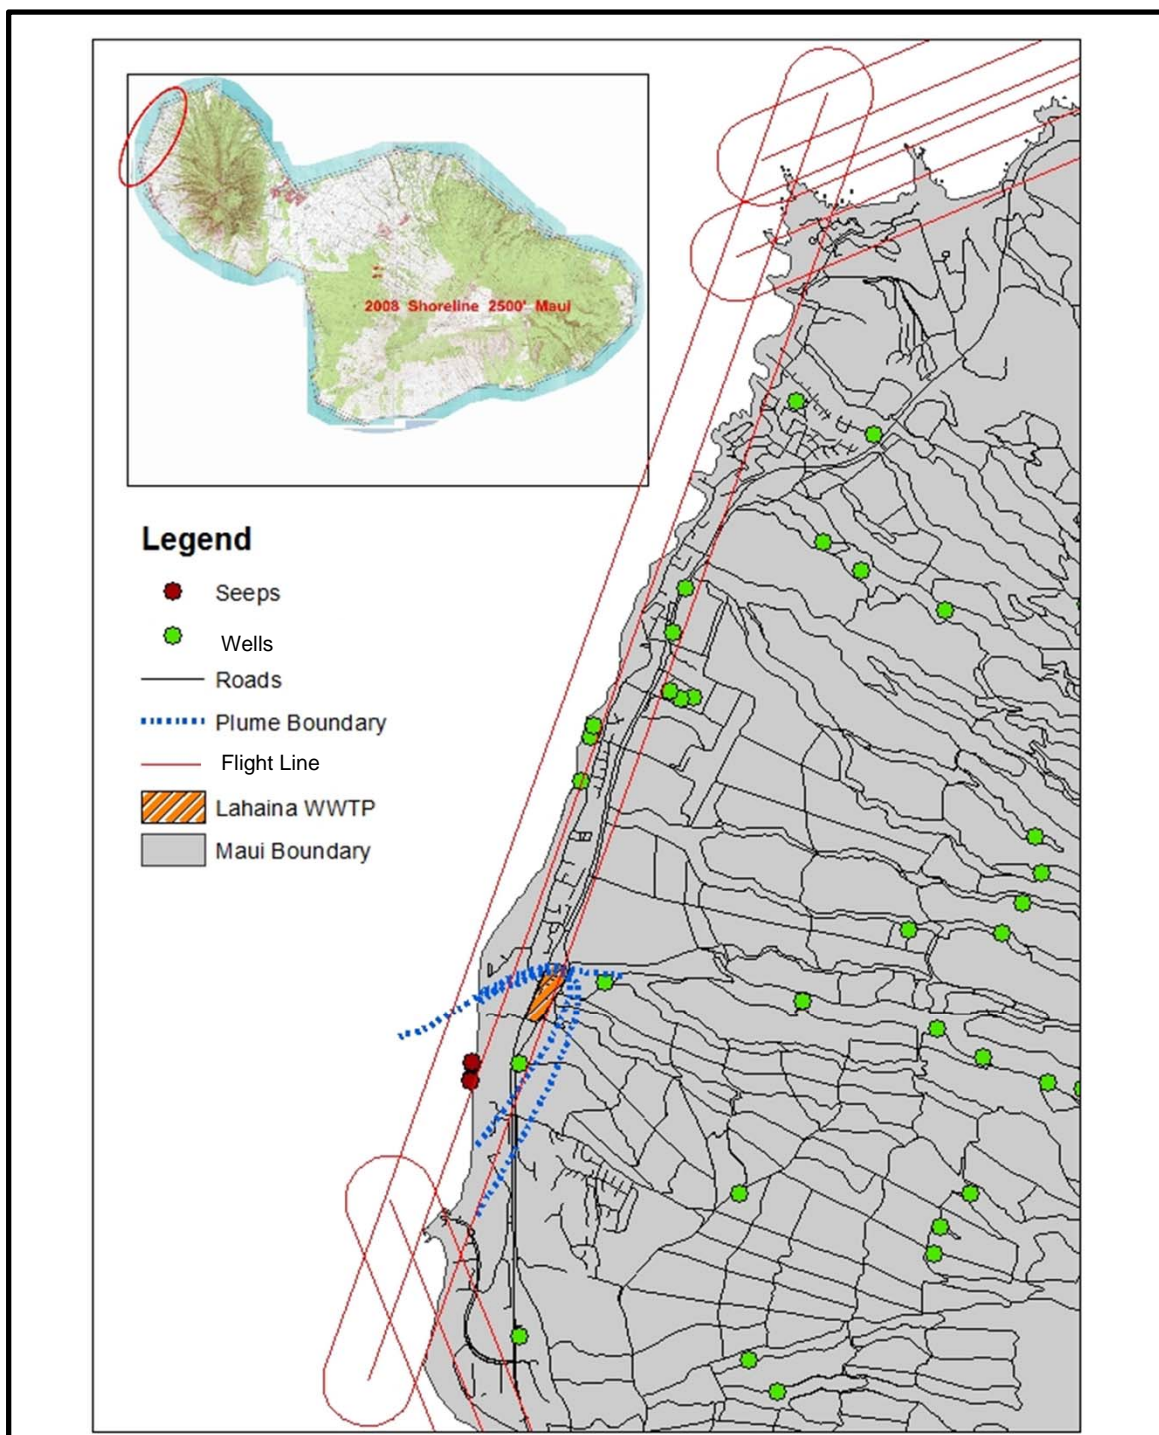 2008 Shoreline 2500' Maui
Legend
Seeps
Wells
Roads
Plume Boundary
Flight Line
Lahaina WWTP
Maui Boundary